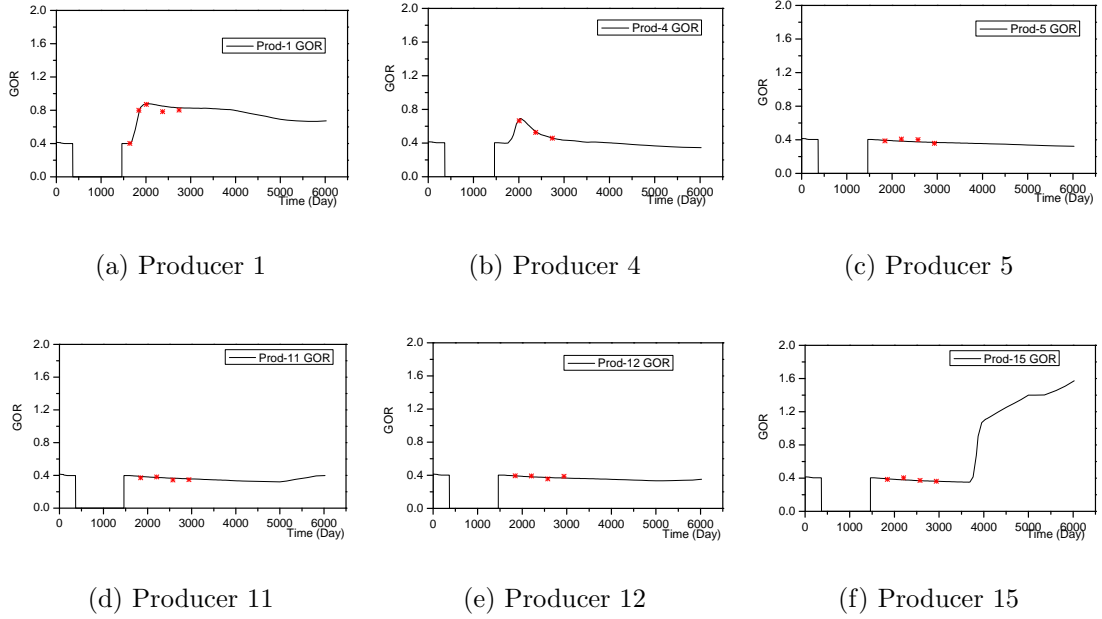 2.0
1.6
1.2
0.8
0.4
0.0
GOR
Prod-1 GOR
0 1000 2000 3000 4000 5000 6000
Time (Day)
(a) Producer 1
2.0
1.6
1.2
0.8
0.4
0.0
GOR
Prod-4 GOR
0 1000 2000 3000 4000 5000 6000
Time (Day)
(b) Producer 4
2.0
1.6
1.2
0.8
0.4
0.0
GOR
Prod-5 GOR
0 1000 2000 3000 4000 5000 6000
Time (Day)
(c) Producer 5
2.0
1.6
1.2
0.8
0.4
0.0
GOR
Prod-11 GOR
0 1000 2000 3000 4000 5000 6000
Time (Day)
(d) Producer 11
2.0
1.6
1.2
0.8
0.4
0.0
GOR
Prod-12 GOR
0 1000 2000 3000 4000 5000 6000
Time (Day)
(e) Producer 12
2.0
1.6
1.2
0.8
0.4
0.0
GOR
Prod-15 GOR
0 1000 2000 3000 4000 5000 6000
Time (Day)
(f) Producer 15